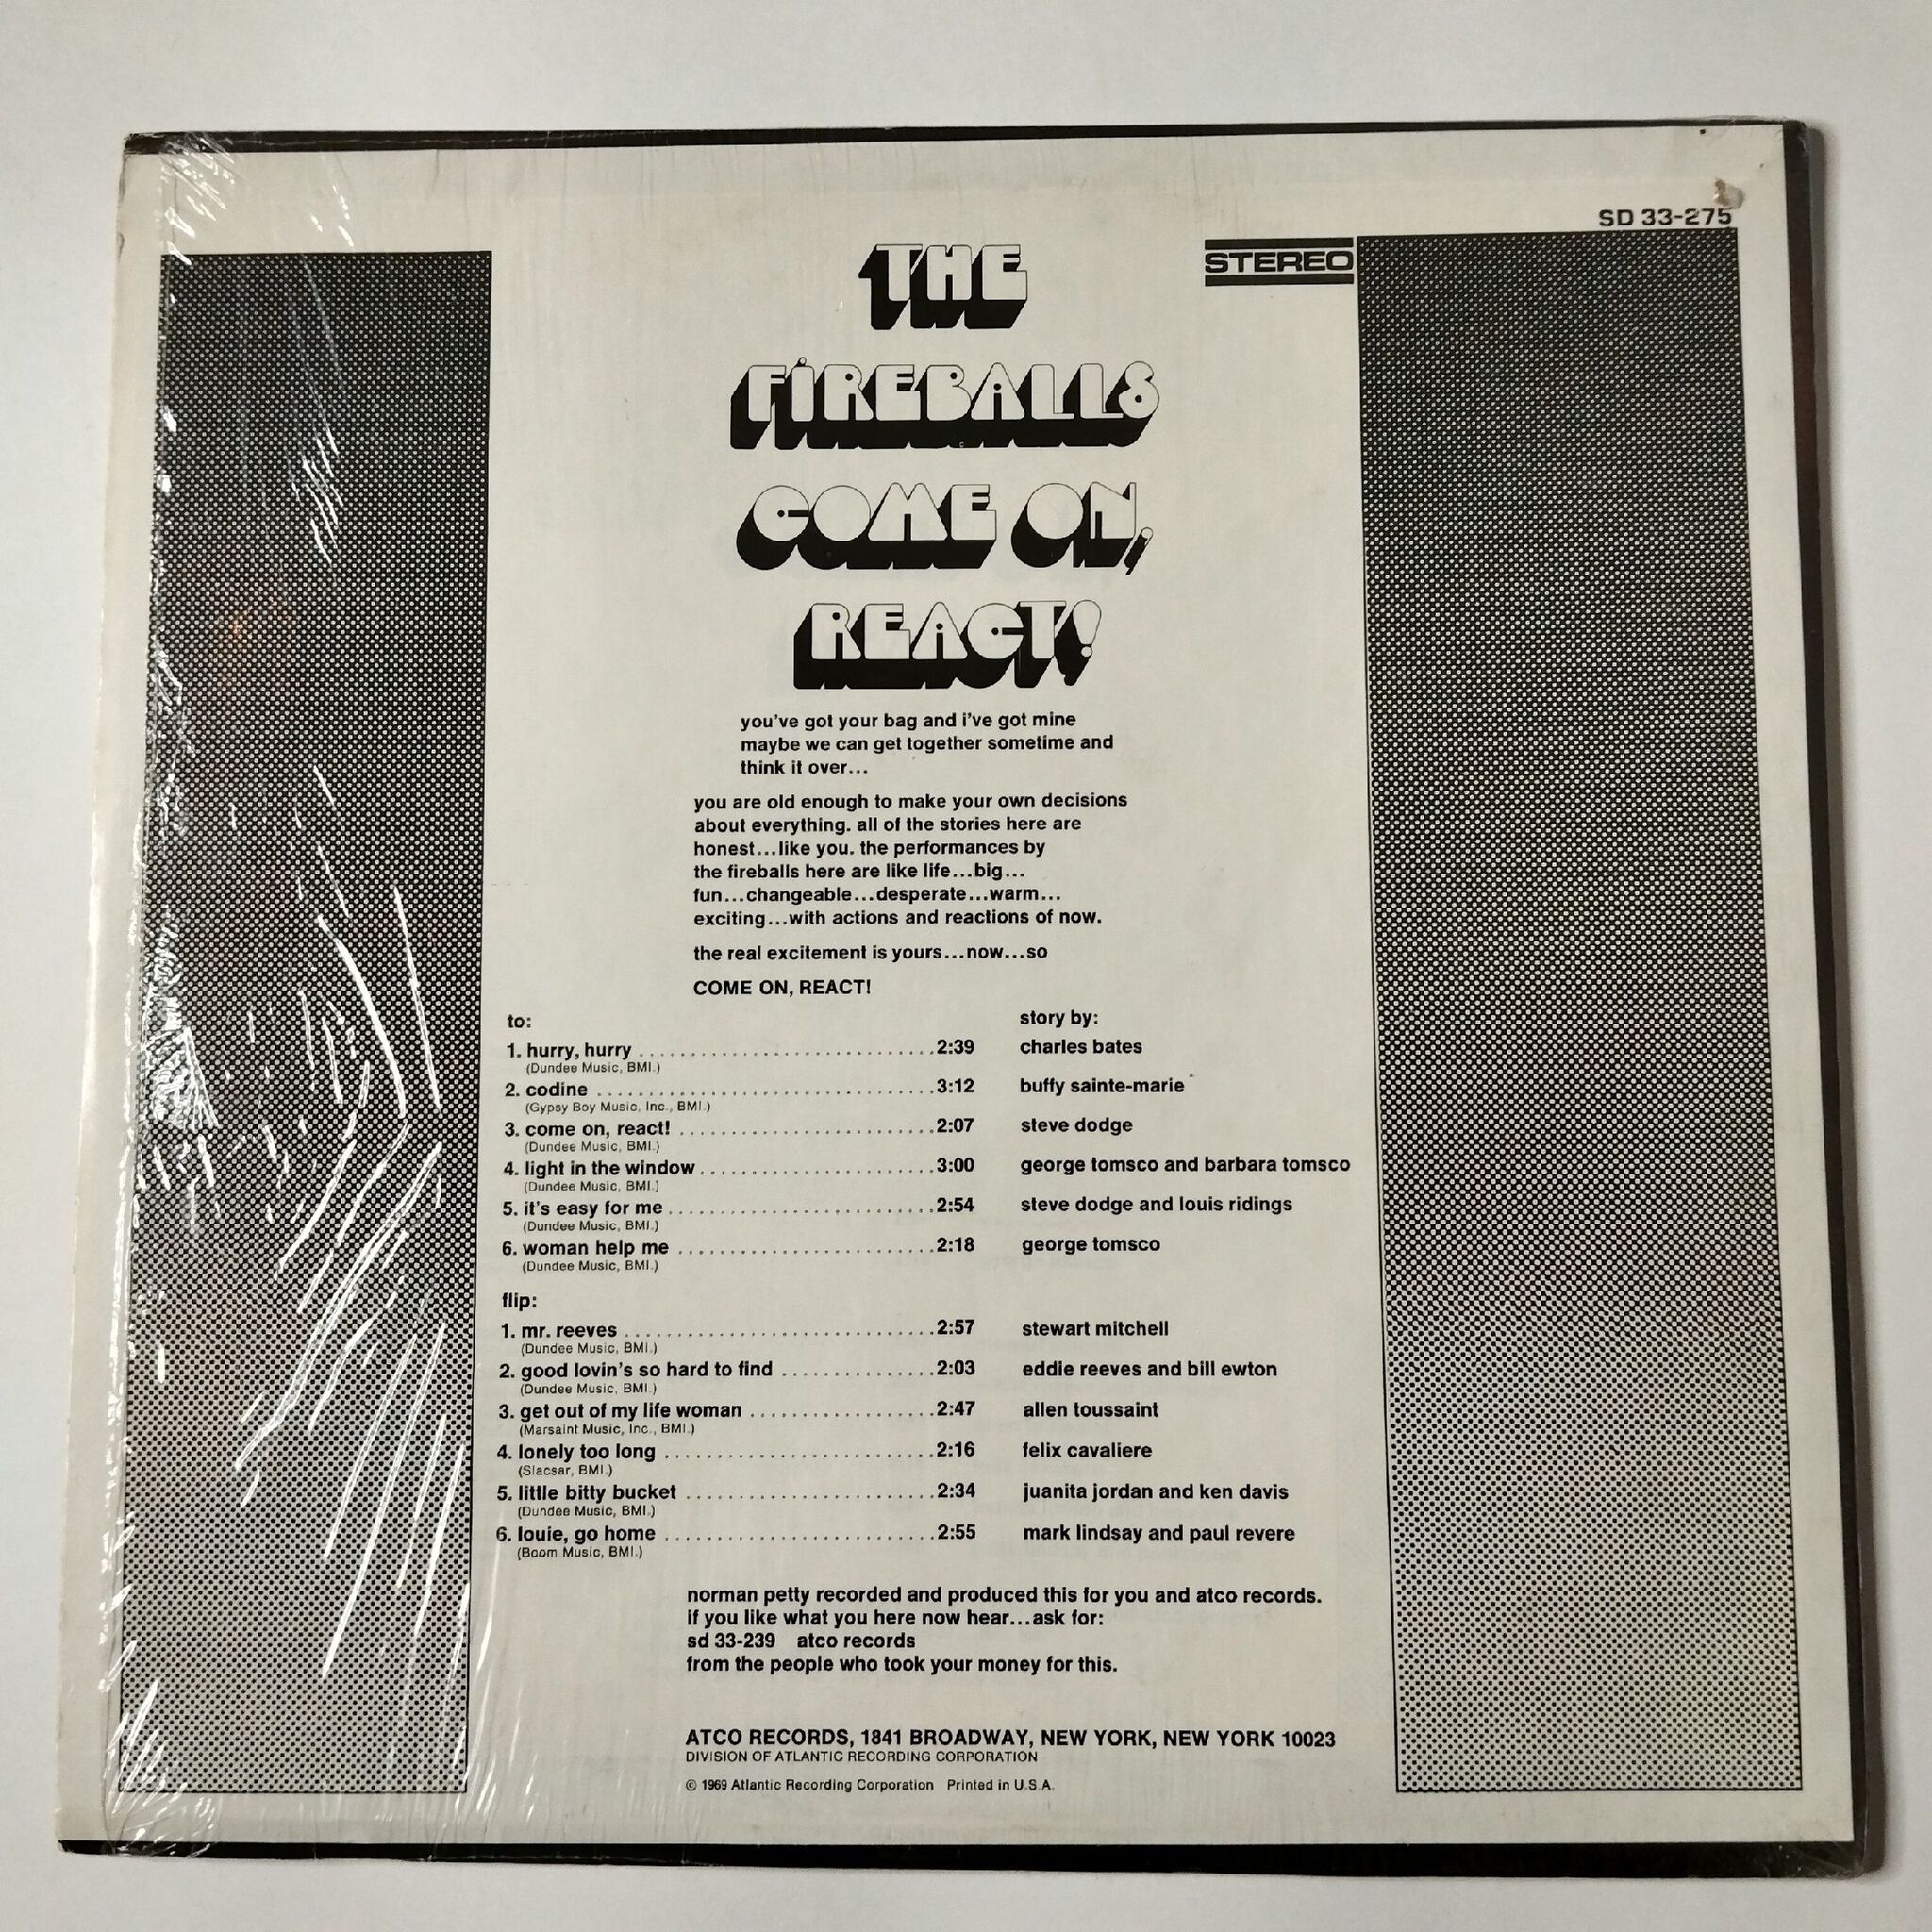 SD 33-275
STEREO
THE
FIREBALLS
COME ON,
REACT!
you've got your bag and i've got mine
maybe we can get together sometime and
think it over...
you are old enough to make your own decisions
about everything. all of the stories here are
honest...like you. the performances by
the fireballs here are like life...big...
fun...changeable...desperate...warm...
exciting...with actions and reactions of now.
the real excitement is yours...now...so
COME ON, REACT!
to: story by:
1. hurry, hurry ............................ 2:39 charles bates
(Dundee Music, BMI.)
2. codine ................................ 3:12 buffy sainte-marie
(Gypsy Boy Music, Inc., BMI.)
3. come on, react! ........................ 2:07 steve dodge
(Dundee Music, BMI.)
4. light in the window ...................... 3:00 george tomsco and barbara tomsco
(Dundee Music, BMI.)
5. it's easy for me ......................... 2:54 steve dodge and louis ridings
(Dundee Music, BMI.)
6. woman help me ........................ 2:18 george tomsco
(Dundee Music, BMI.)
flip:
1. mr. reeves ............................. 2:57 stewart mitchell
(Dundee Music, BMI.)
2. good lovin's so hard to find .............. 2:03 eddie reeves and bill ewton
(Dundee Music, BMI.)
3. get out of my life woman ................. 2:47 allen toussaint
(Marsaint Music, Inc., BMI.)
4. lonely too long ......................... 2:16 felix cavaliere
(Slacsar, BMI.)
5. little bitty bucket ....................... 2:34 juanita jordan and ken davis
(Dundee Music, BMI.)
6. louie, go home ......................... 2:55 mark lindsay and paul revere
(Boom Music, BMI.)
norman petty recorded and produced this for you and atco records.
if you like what you here now hear...ask for:
sd 33-239 atco records
from the people who took your money for this.
ATCO RECORDS, 1841 BROADWAY, NEW YORK, NEW YORK 10023
DIVISION OF ATLANTIC RECORDING CORPORATION
© 1969 Atlantic Recording Corporation Printed in U.S.A.